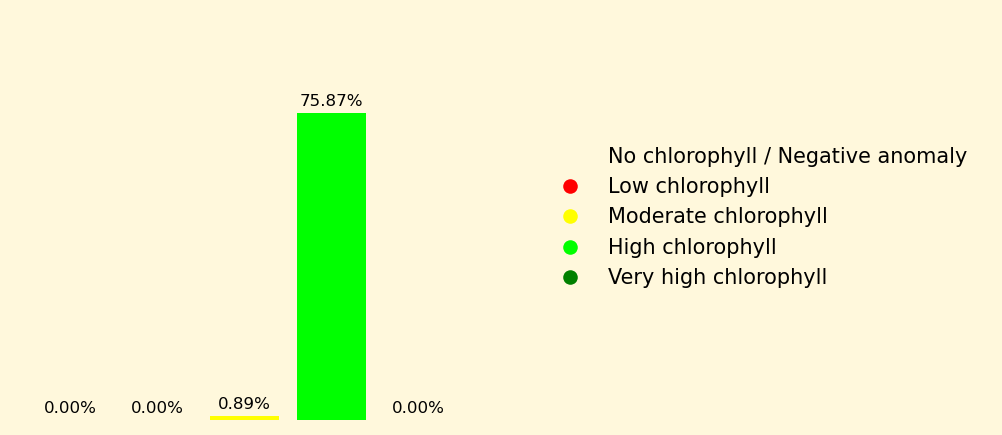 75.87%
No chlorophyll / Negative anomaly
Low chlorophyll
Moderate chlorophyll
High chlorophyll
Very high chlorophyll
0.00% 0.00% 0.89% 0.00%